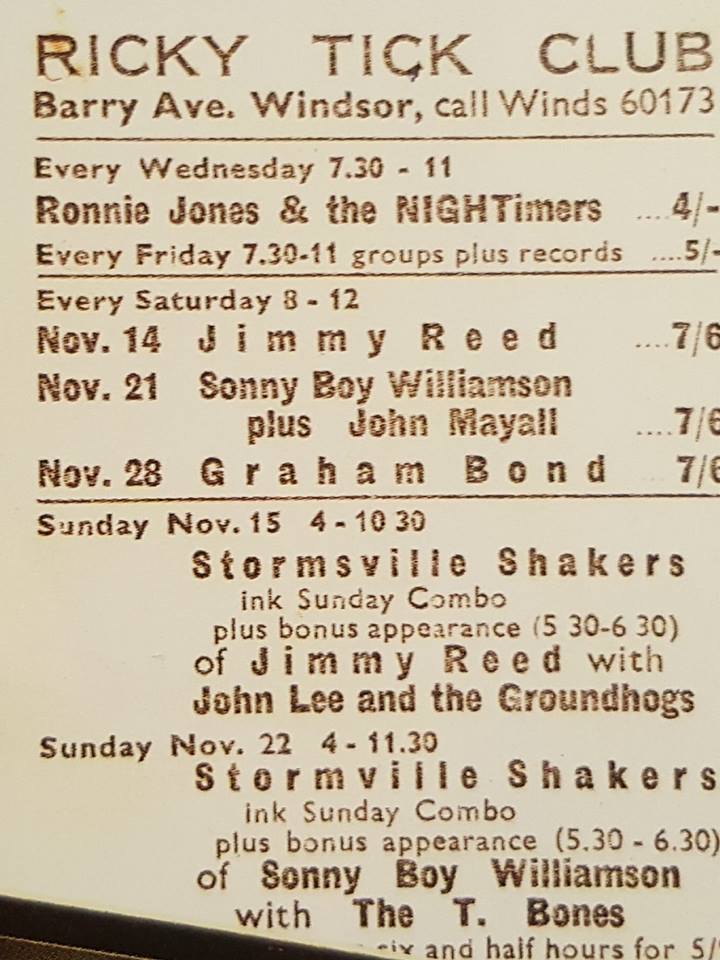 RICKY TICK CLUB
Barry Ave. Windsor, call Winds 60173
Every Wednesday 7.30 - 11
Ronnie Jones & the NIGHTimers ....4/-
Every Friday 7.30-11 groups plus records ....5/-
Every Saturday 8 - 12
Nov. 14 Jimmy Reed ....7/6
Nov. 21 Sonny Boy Williamson
plus John Mayall ....7/6
Nov. 28 Graham Bond 7/6
Sunday Nov. 15 4 - 10 30
Stormsville Shakers
ink Sunday Combo
plus bonus appearance (5 30-6 30)
of Jimmy Reed with
John Lee and the Groundhogs
Sunday Nov. 22 4 - 11.30
Stormville Shakers
ink Sunday Combo
plus bonus appearance (5.30 - 6.30)
of Sonny Boy Williamson
with The T. Bones
six and half hours for